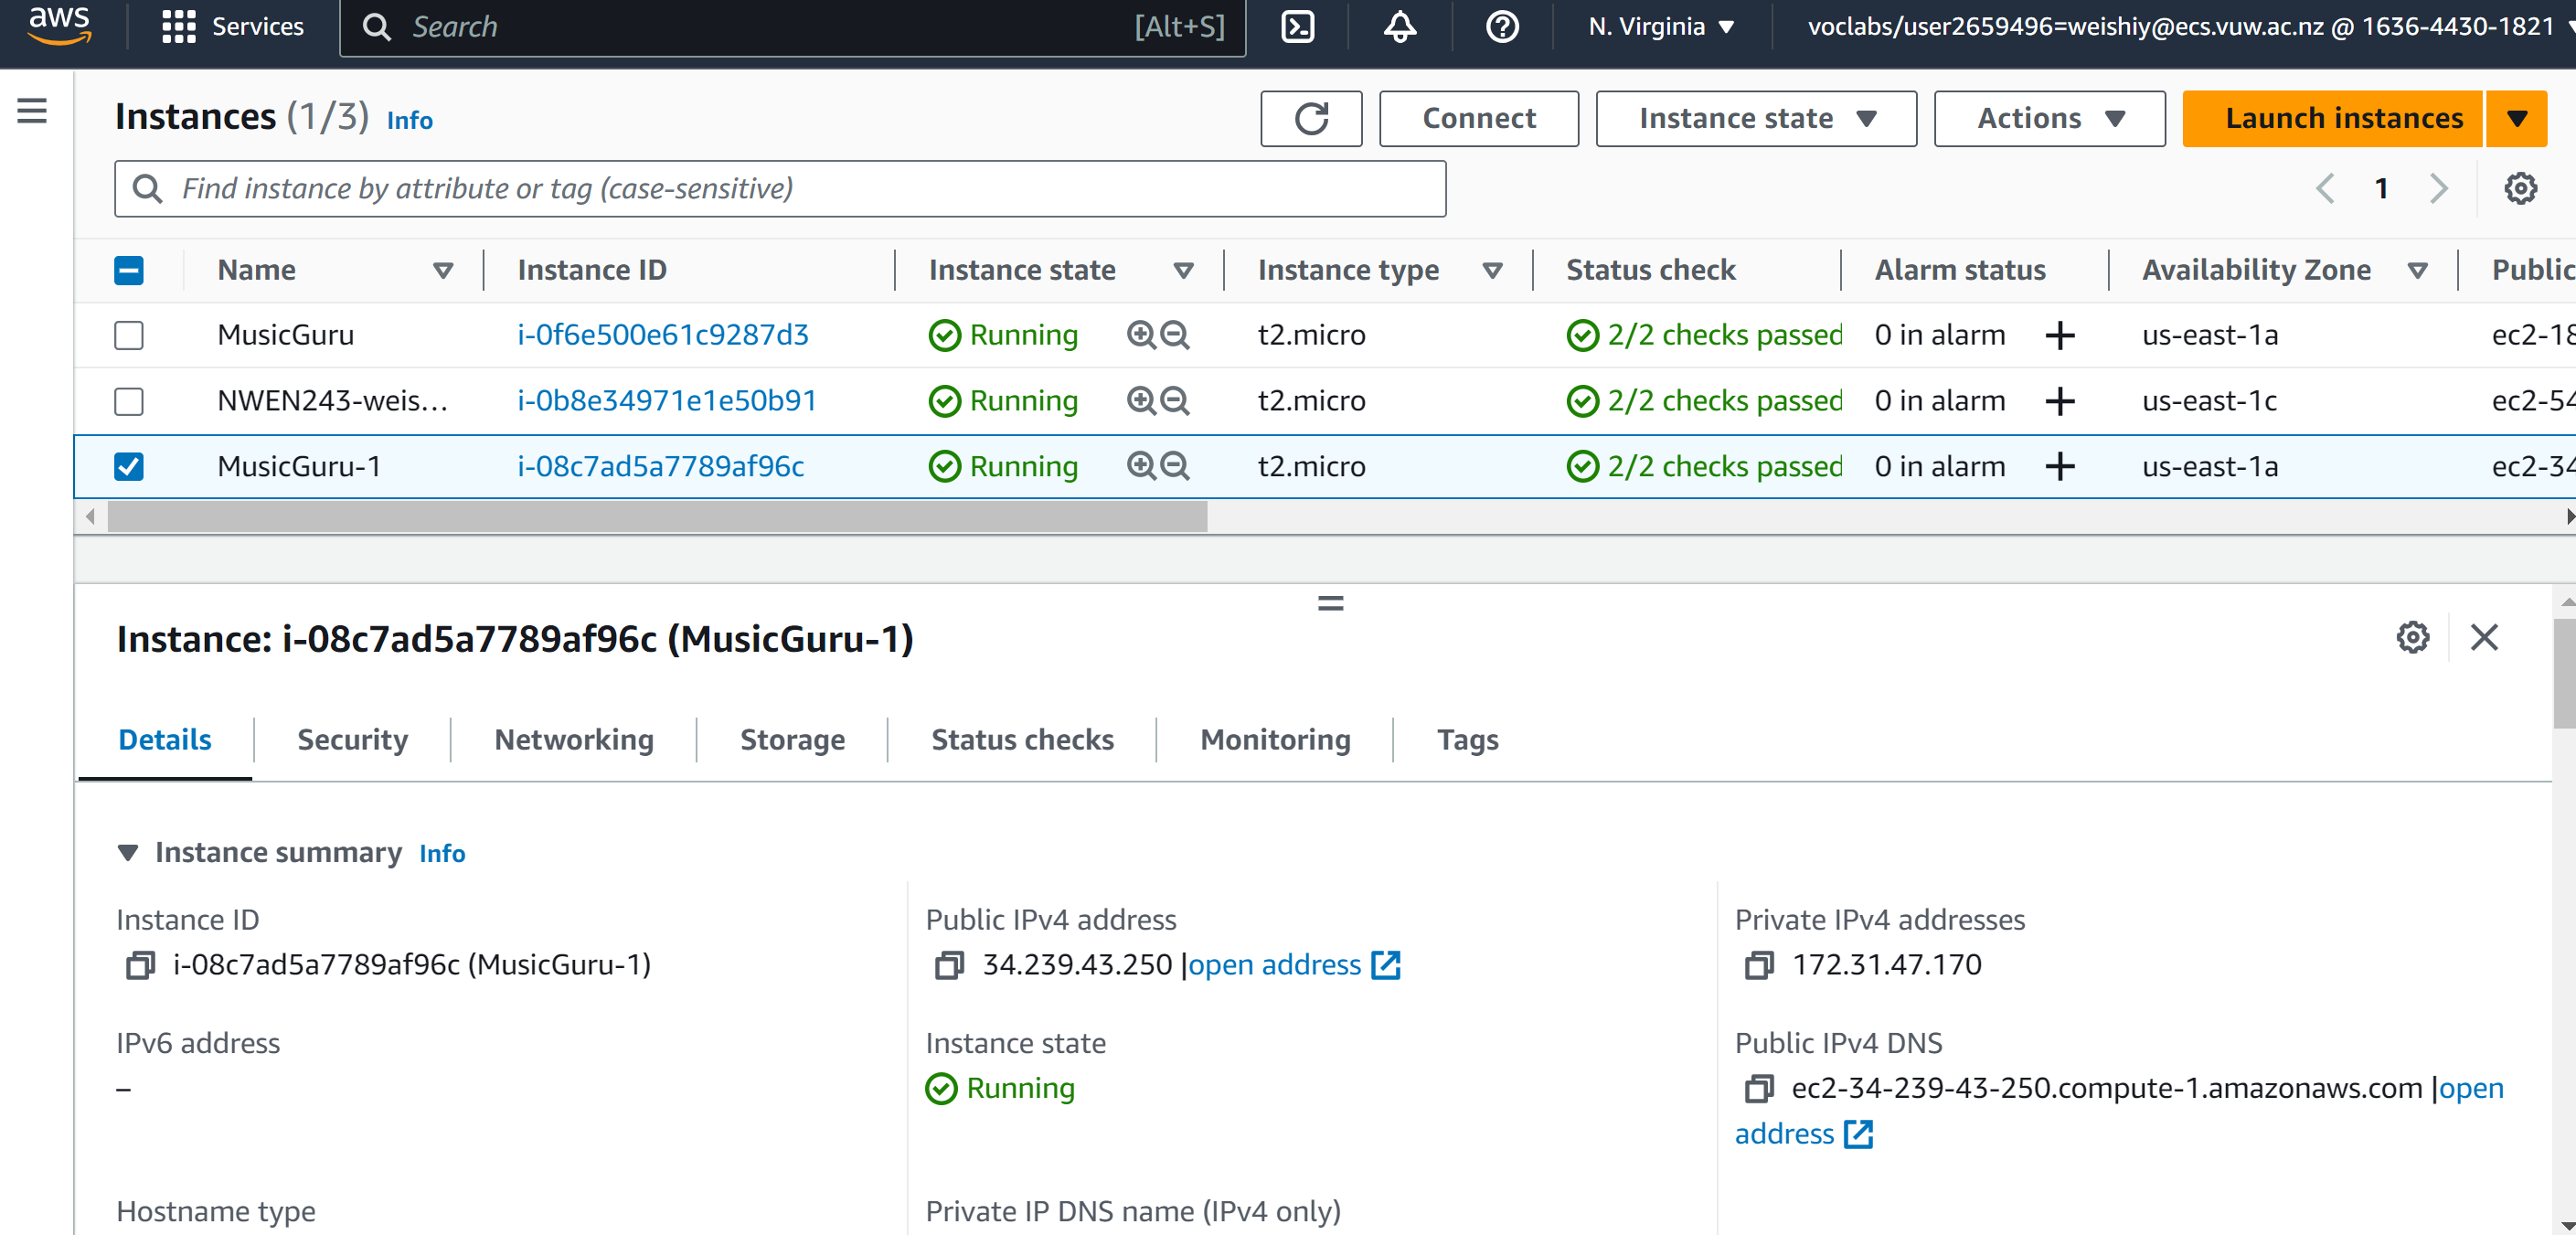 aws Services Search [Alt+S] N. Virginia voclabs/user2659496=weishiy@ecs.vuw.ac.nz @ 1636-4430-1821
Instances (1/3) Info Connect Instance state Actions Launch instances
Find instance by attribute or tag (case-sensitive) 1
Name Instance ID Instance state Instance type Status check Alarm status Availability Zone Public
MusicGuru i-0f6e500e61c9287d3 Running t2.micro 2/2 checks passed 0 in alarm us-east-1a ec2-18
NWEN243-weis... i-0b8e34971e1e50b91 Running t2.micro 2/2 checks passed 0 in alarm us-east-1c ec2-54
MusicGuru-1 i-08c7ad5a7789af96c Running t2.micro 2/2 checks passed 0 in alarm us-east-1a ec2-34
Instance: i-08c7ad5a7789af96c (MusicGuru-1)
Details Security Networking Storage Status checks Monitoring Tags
Instance summary Info
Instance ID Public IPv4 address Private IPv4 addresses
i-08c7ad5a7789af96c (MusicGuru-1) 34.239.43.250 |open address 172.31.47.170
IPv6 address Instance state Public IPv4 DNS
– Running ec2-34-239-43-250.compute-1.amazonaws.com |open
address
Hostname type Private IP DNS name (IPv4 only)